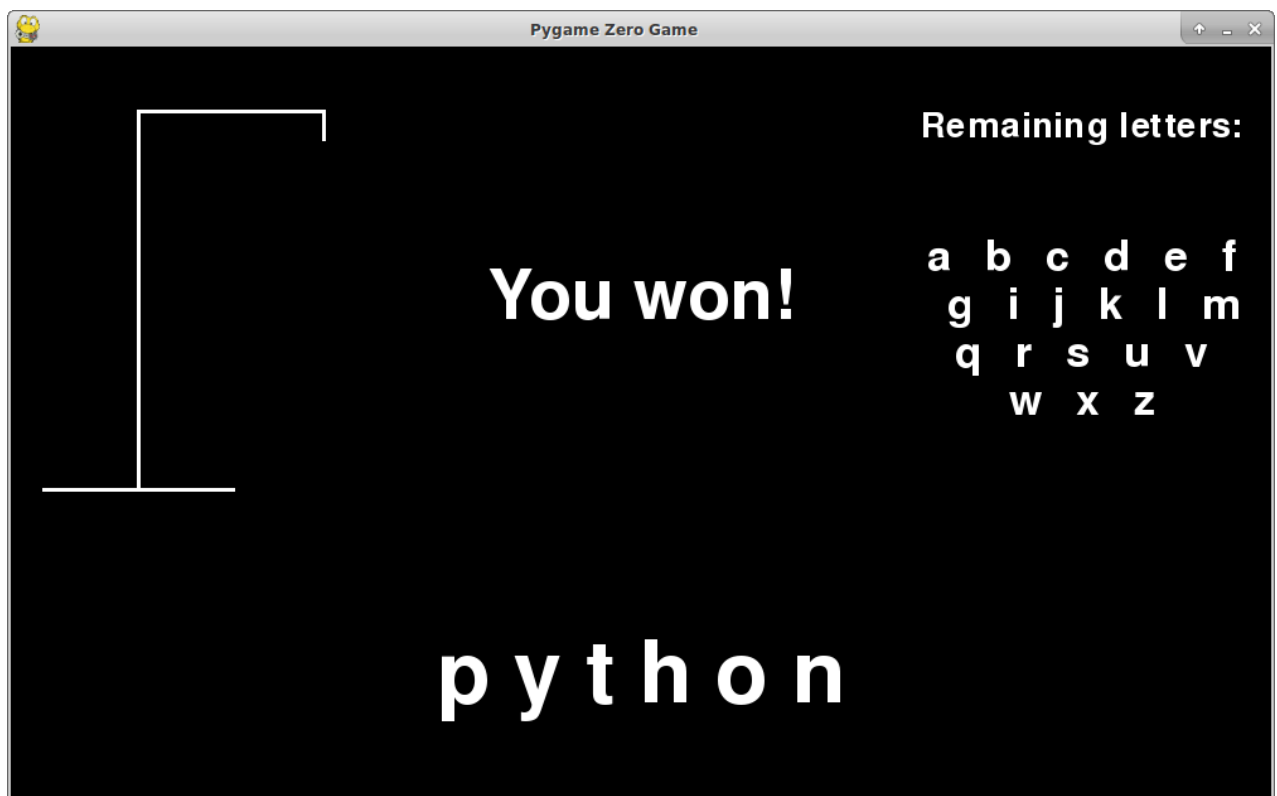 Pygame Zero Game
Remaining letters:
a b c d e f
g i j k l m
q r s u v
w x z
You won!
p y t h o n